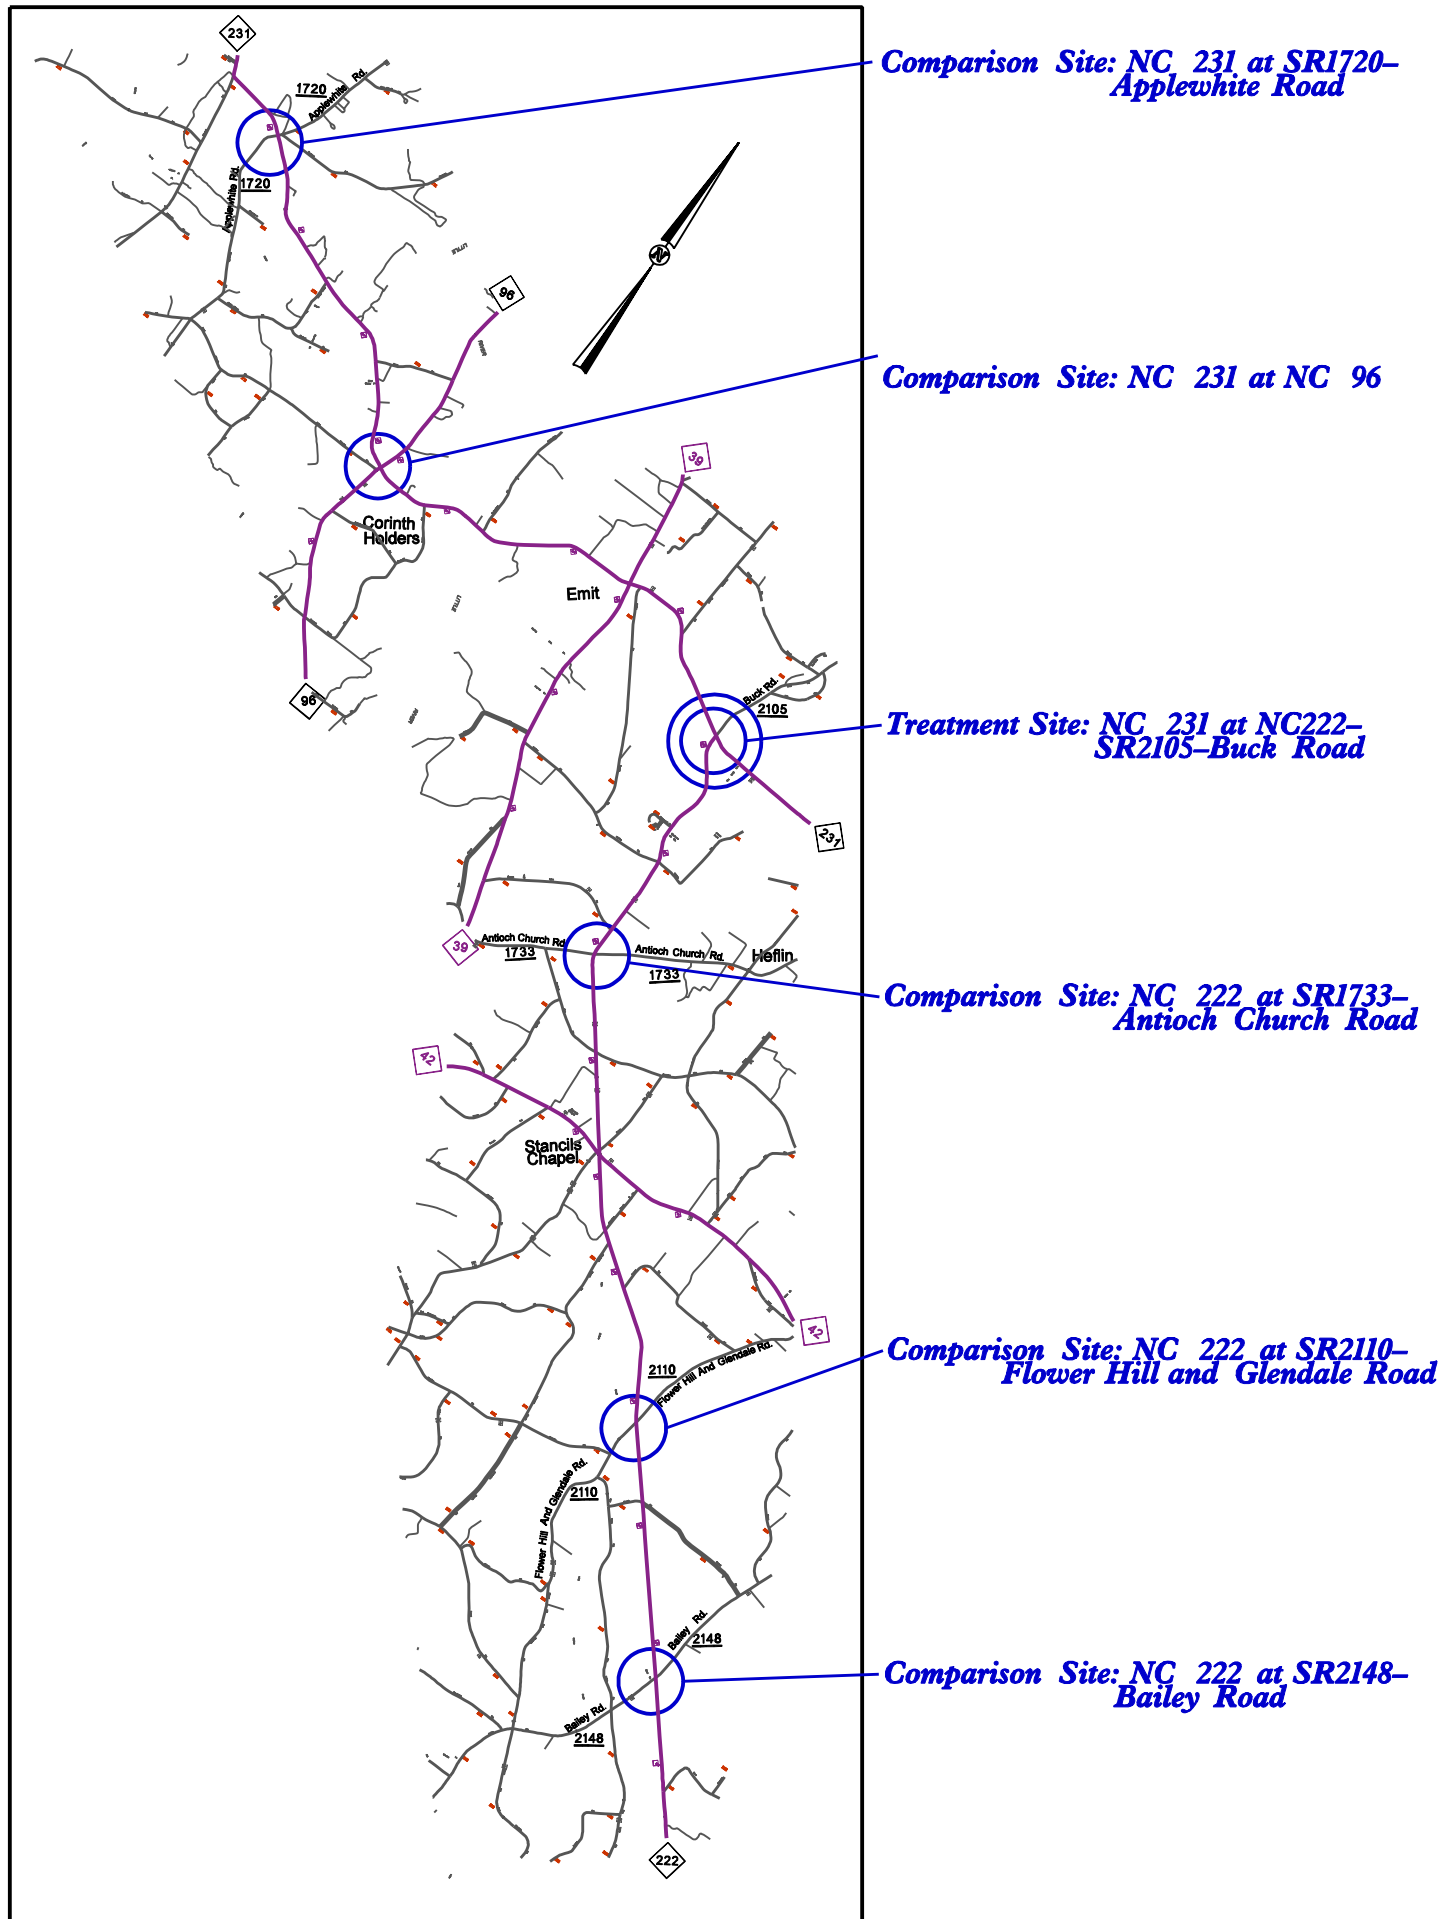 231
Comparison Site: NC 231 at SR1720–
Applewhite Road
1720
Applewhite Rd.
1720
Applewhite Rd.
LITTLE
N
96
RIVER
Comparison Site: NC 231 at NC 96
39
Corinth
Holders
Emit
LITTLE
96
RIVER
Buck Rd.
2105
Treatment Site: NC 231 at NC222–
SR2105–Buck Road
231
39
Antioch Church Rd.
1733
Antioch Church Rd.
1733
Heflin
Comparison Site: NC 222 at SR1733–
Antioch Church Road
42
Stancils
Chapel
42
Comparison Site: NC 222 at SR2110–
Flower Hill and Glendale Road
2110
Flower Hill And Glendale Rd.
Flower Hill And Glendale Rd.
2110
Bailey Rd.
2148
Comparison Site: NC 222 at SR2148–
Bailey Road
Bailey Rd.
2148
222